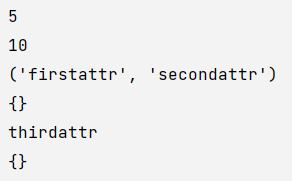 5
10
('firstattr', 'secondattr')
{}
thirdattr
{}